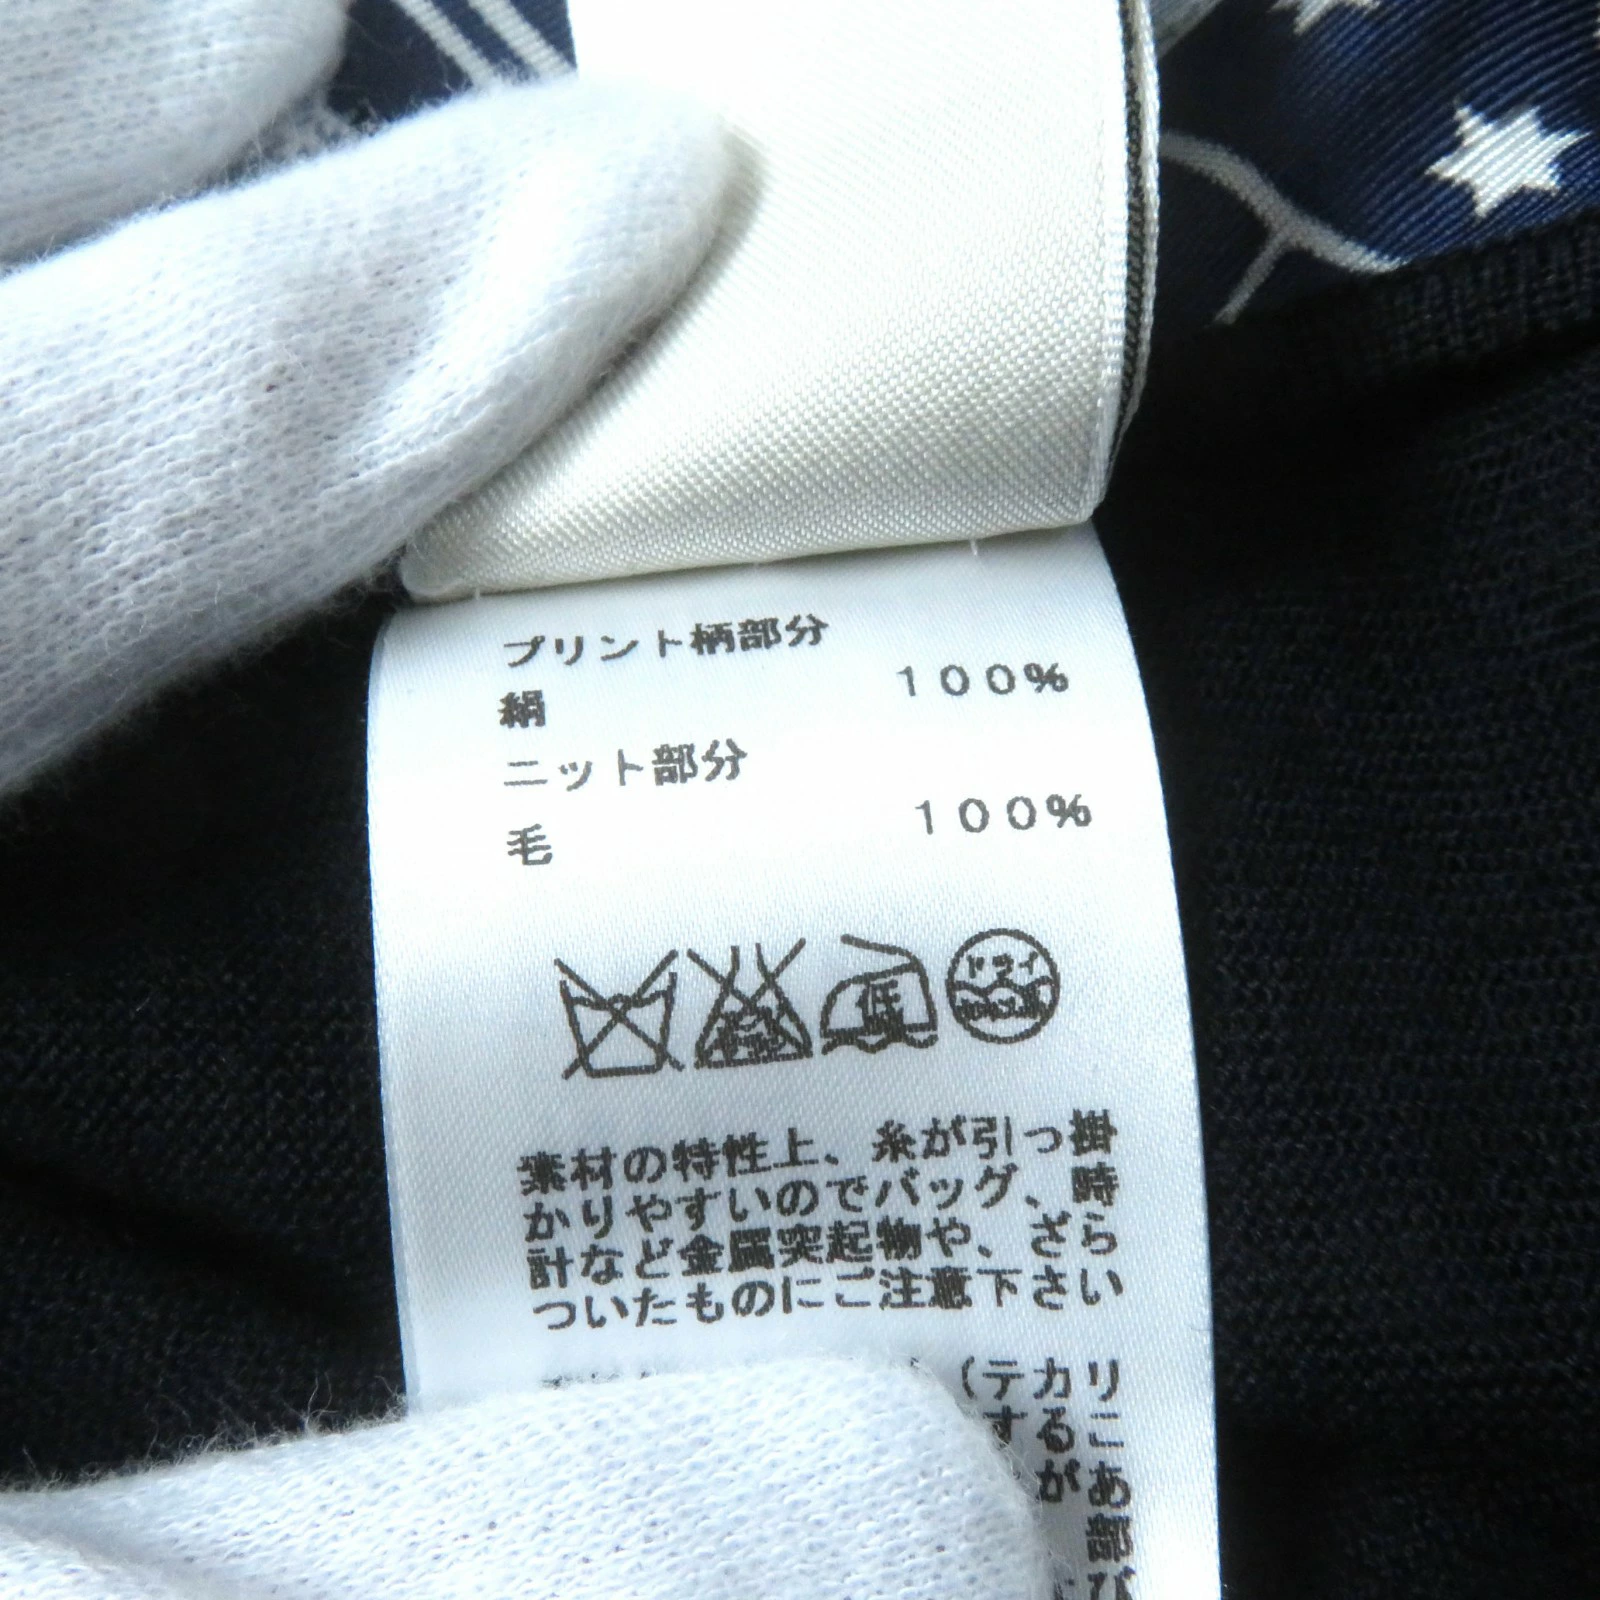 プリント柄部分
絹 100%
ニット部分
毛 100%
低 ドライ
素材の特性上、糸が引っ掛
かりやすいのでバッグ、時
計など金属突起物や、ざら
ついたものにご注意下さい
(テカリ
するこ
があ
部
び